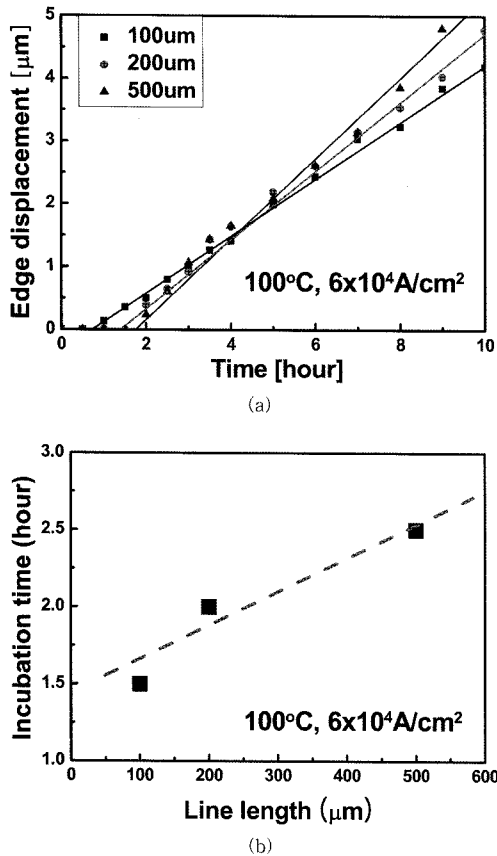 5
4
3
2
1
0
Edge displacement [μm]
100um
200um
500um
100°C, 6x10⁴A/cm²
0 2 4 6 8 10
Time [hour]
(a)
3.0
2.5
2.0
1.5
1.0
Incubation time (hour)
100°C, 6x10⁴A/cm²
0 100 200 300 400 500 600
Line length (μm)
(b)